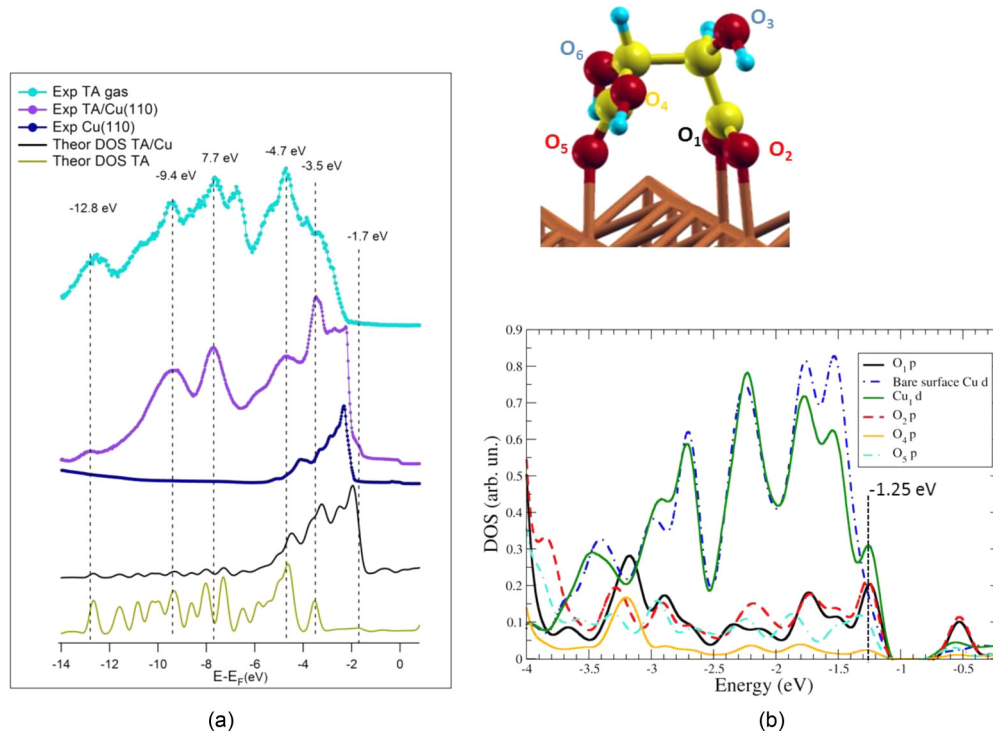 Exp TA gas
Exp TA/Cu(110)
Exp Cu(110)
Theor DOS TA/Cu
Theor DOS TA
-12.8 eV
-9.4 eV
7.7 eV
-4.7 eV
-3.5 eV
-1.7 eV
-14 -12 -10 -8 -6 -4 -2 0
E-EF(eV)
(a)
O3
O6
O4
O5
O1
O2
0.9
0.8
0.7
0.6
0.5
0.4
0.3
0.2
0.1
0
DOS (arb. un.)
O1 p
Bare surface Cu d
Cu1 d
O2 p
O4 p
O5 p
-1.25 eV
-4 -3.5 -3 -2.5 -2 -1.5 -1 -0.5
Energy (eV)
(b)